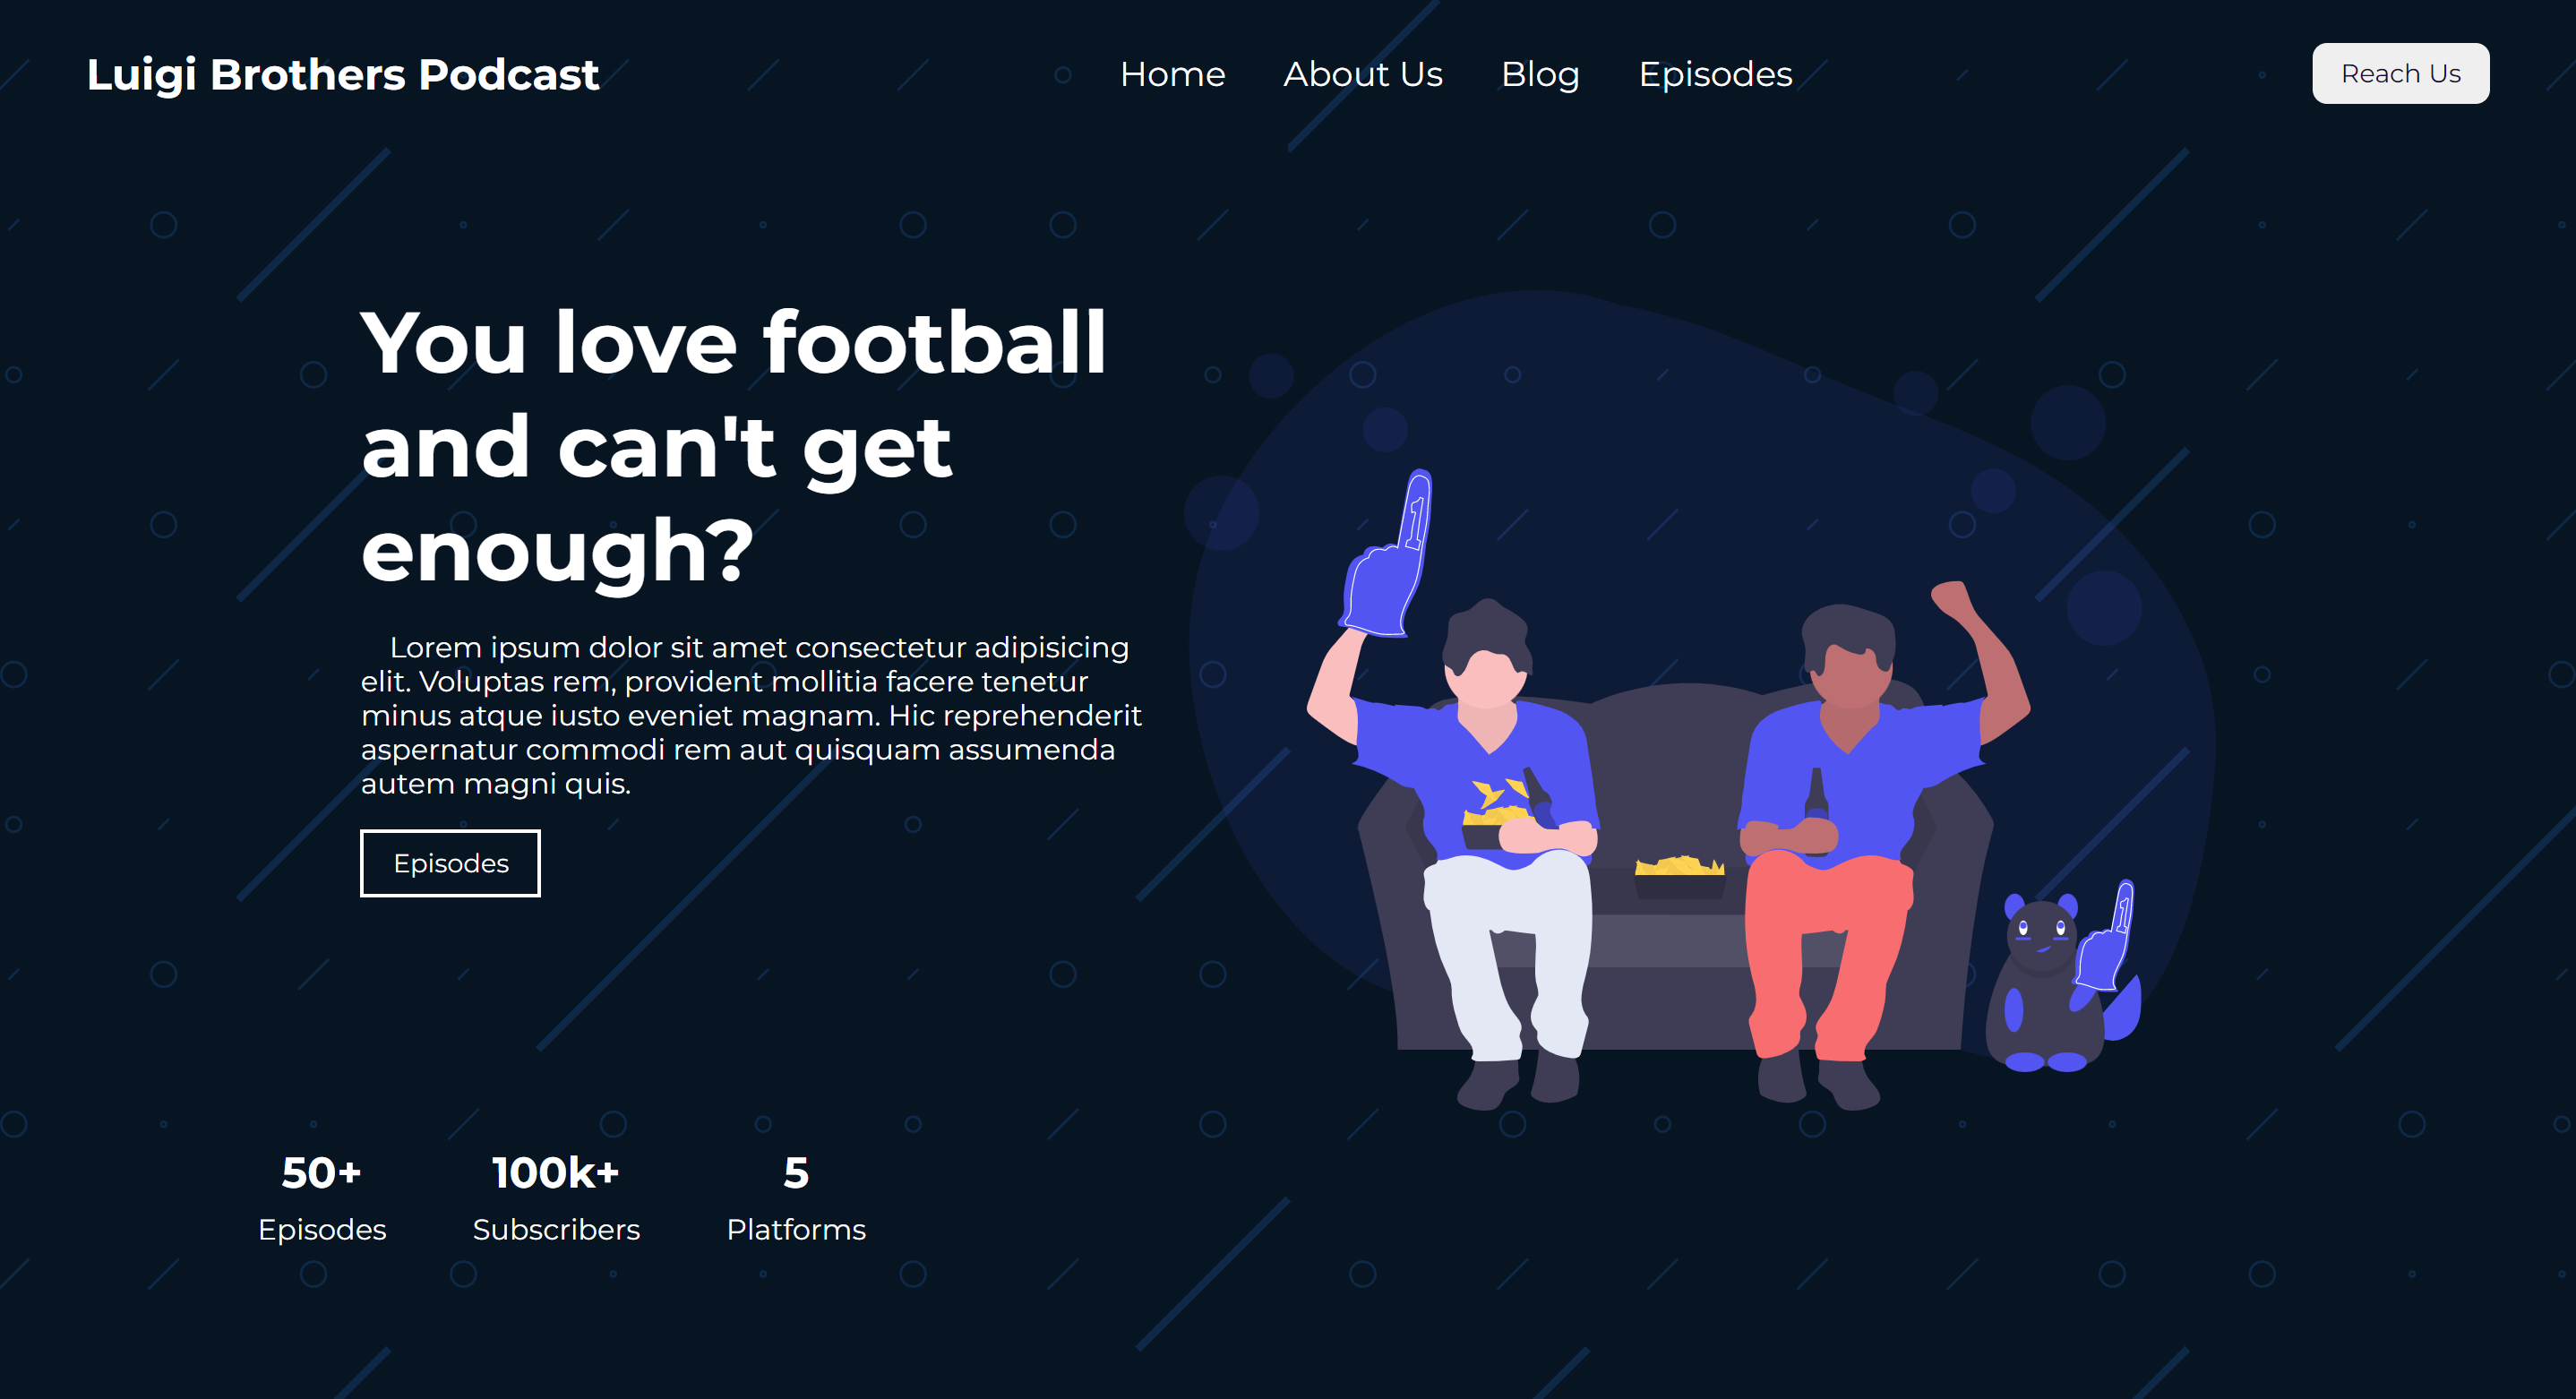 Luigi Brothers Podcast
Home About Us Blog Episodes
Reach Us
You love football
and can't get
enough?
Lorem ipsum dolor sit amet consectetur adipisicing
elit. Voluptas rem, provident mollitia facere tenetur
minus atque iusto eveniet magnam. Hic reprehenderit
aspernatur commodi rem aut quisquam assumenda
autem magni quis.
Episodes
1
1
50+ 100k+ 5
Episodes Subscribers Platforms